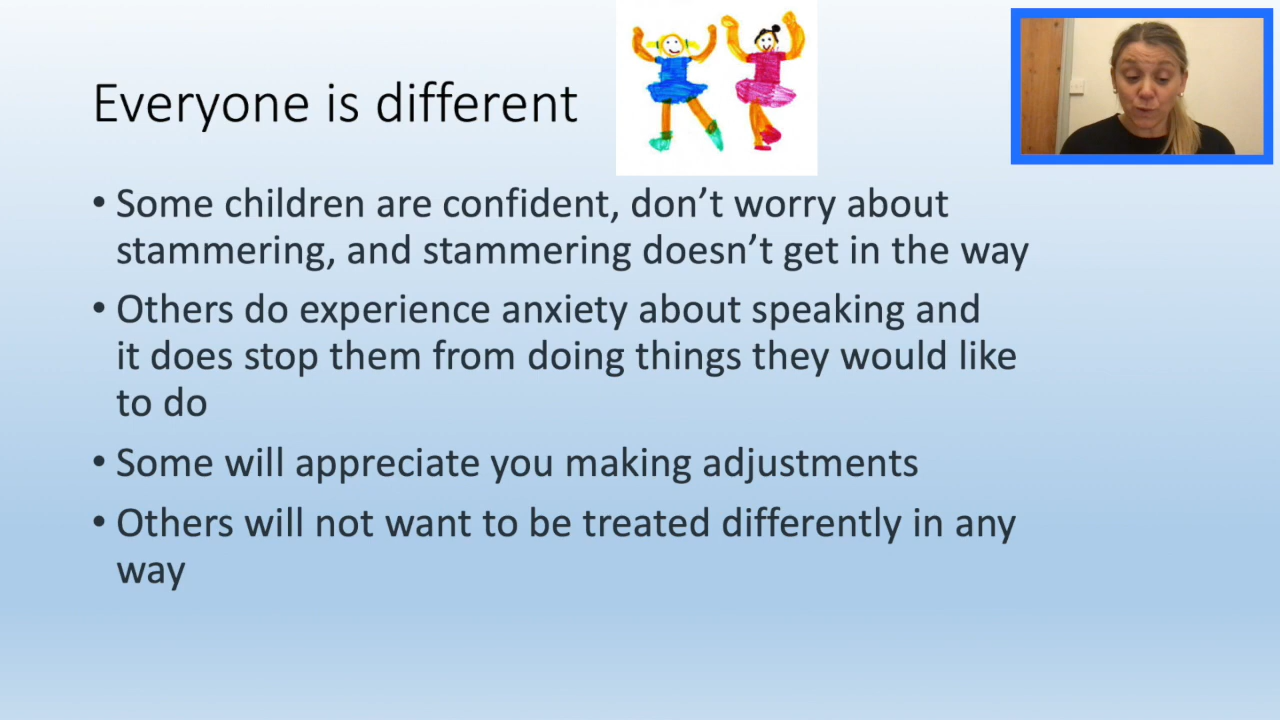 Everyone is different
• Some children are confident, don’t worry about
stammering, and stammering doesn’t get in the way
• Others do experience anxiety about speaking and
it does stop them from doing things they would like
to do
• Some will appreciate you making adjustments
• Others will not want to be treated differently in any
way